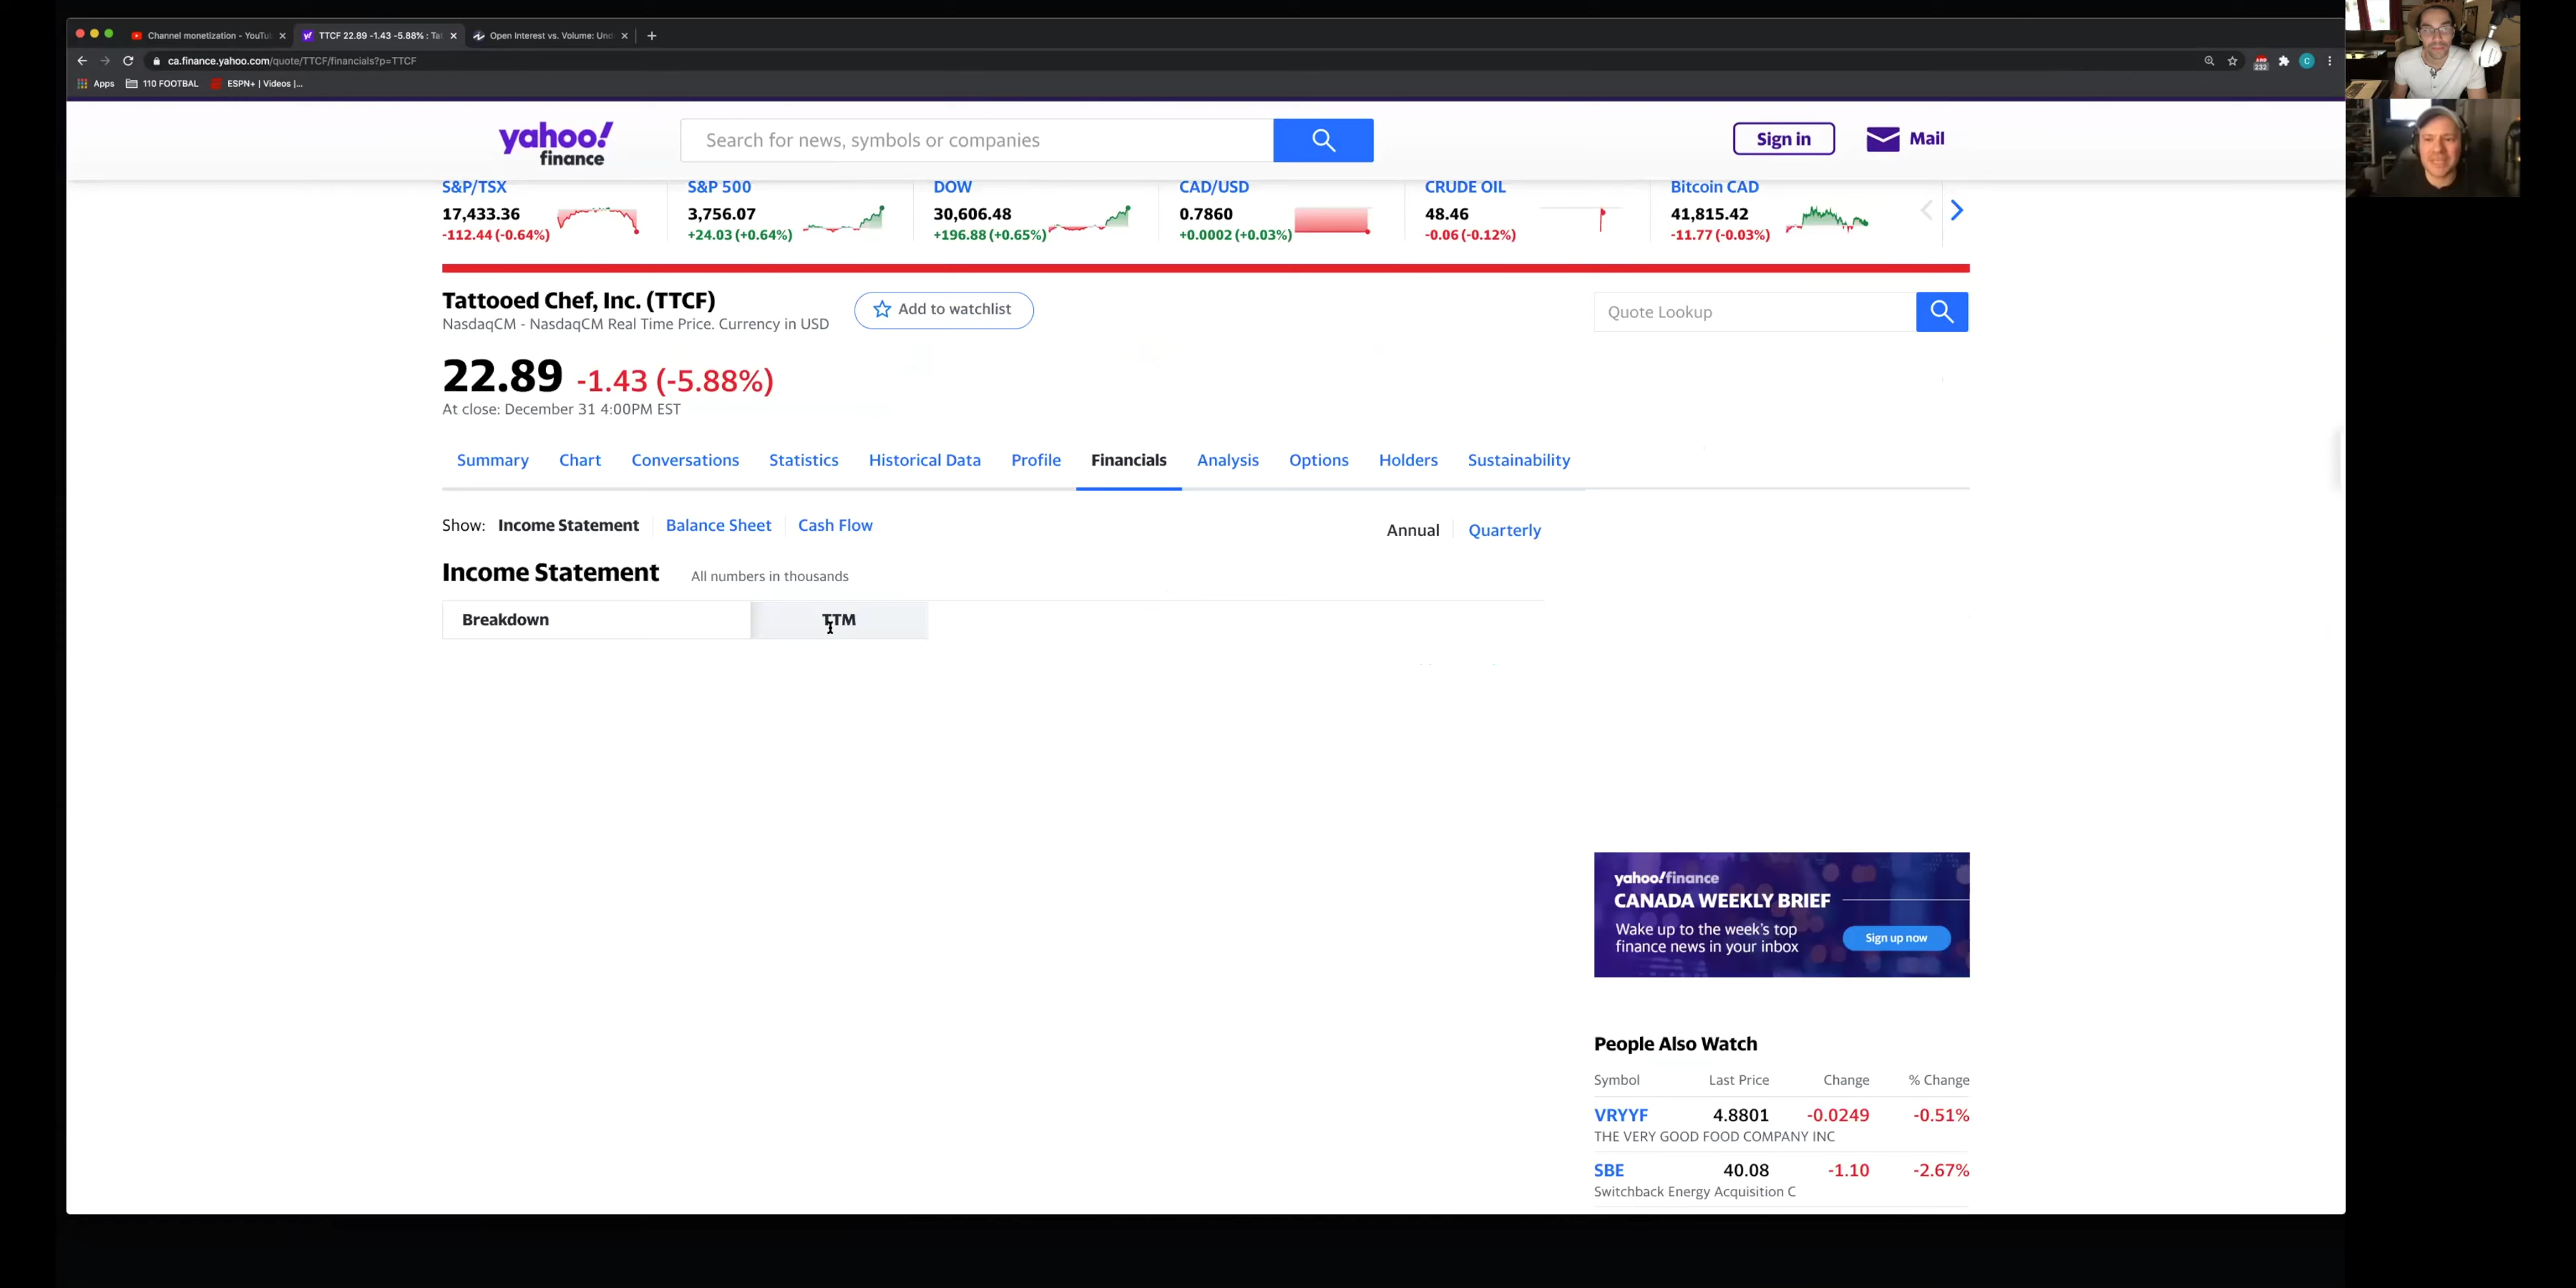 Channel monetization - YouTu
TTCF 22.89 -1.43 -5.88% : Tat
Open Interest vs. Volume: Und
ca.finance.yahoo.com/quote/TTCF/financials?p=TTCF
232
C
Apps
110 FOOTBAL
ESPN+ | Videos |...
yahoo!
finance
Search for news, symbols or companies
Sign in
Mail
S&P/TSX
17,433.36
-112.44 (-0.64%)
S&P 500
3,756.07
+24.03 (+0.64%)
DOW
30,606.48
+196.88 (+0.65%)
CAD/USD
0.7860
+0.0002 (+0.03%)
CRUDE OIL
48.46
-0.06 (-0.12%)
Bitcoin CAD
41,815.42
-11.77 (-0.03%)
Tattooed Chef, Inc. (TTCF)
NasdaqCM - NasdaqCM Real Time Price. Currency in USD
Add to watchlist
Quote Lookup
22.89 -1.43 (-5.88%)
At close: December 31 4:00PM EST
Summary Chart Conversations Statistics Historical Data Profile Financials Analysis Options Holders Sustainability
Show: Income Statement Balance Sheet Cash Flow
Annual Quarterly
Income Statement All numbers in thousands
Breakdown TTM
yahoo!finance
CANADA WEEKLY BRIEF
Wake up to the week's top
finance news in your inbox
Sign up now
People Also Watch
Symbol Last Price Change % Change
VRYYF 4.8801 -0.0249 -0.51%
THE VERY GOOD FOOD COMPANY INC
SBE 40.08 -1.10 -2.67%
Switchback Energy Acquisition C